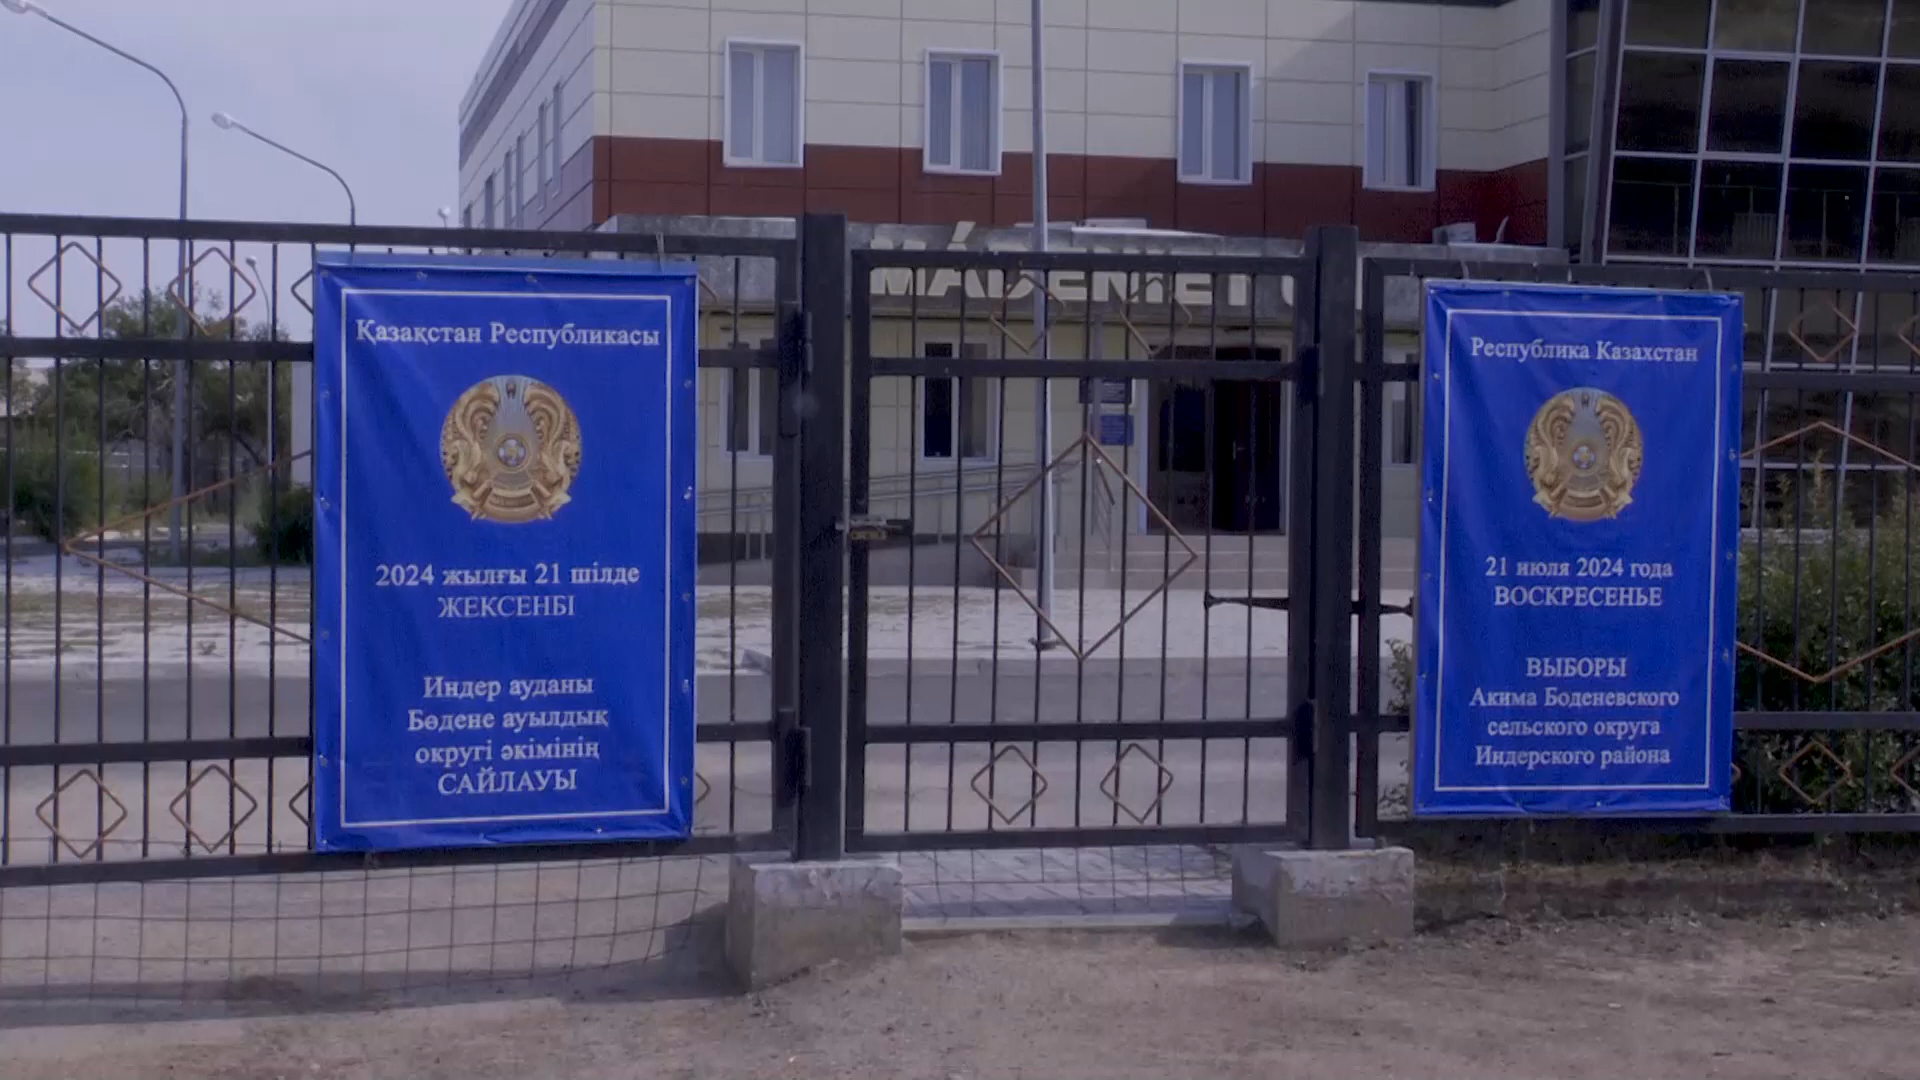 MÁDENIET
Қазақстан Республикасы
2024 жылғы 21 шілде
ЖЕКСЕНБІ
Индер ауданы
Бөдене ауылдық
округі әкімінің
САЙЛАУЫ
Республика Казахстан
21 июля 2024 года
ВОСКРЕСЕНЬЕ
ВЫБОРЫ
Акима Боденевского
сельского округа
Индерского района